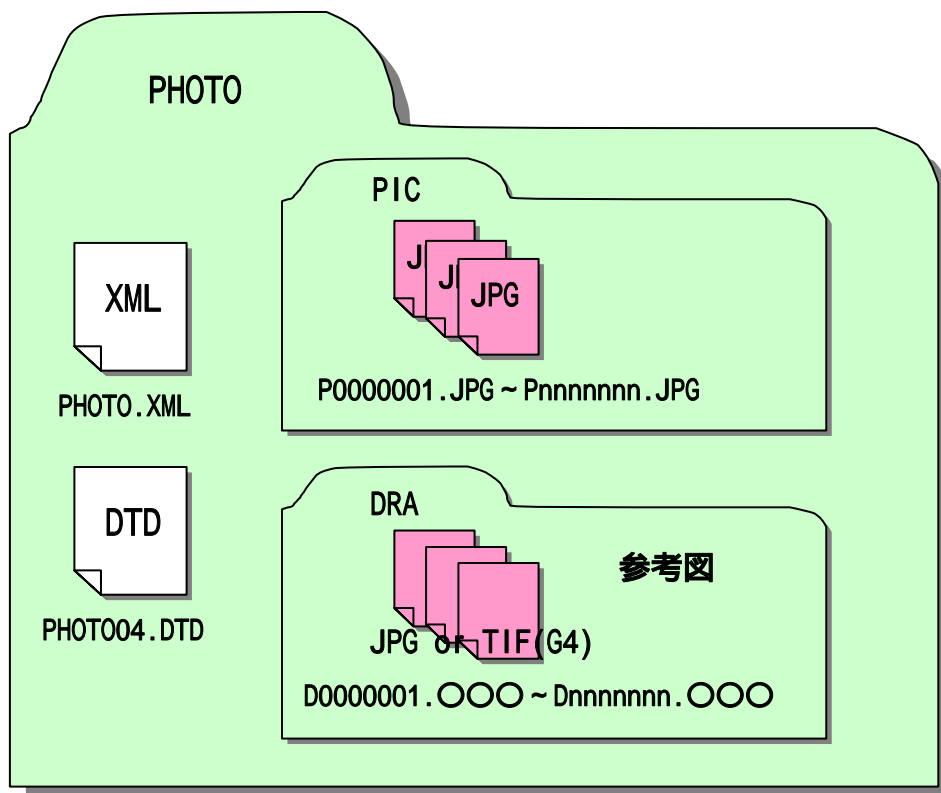 PHOTO
XML
PHOTO.XML
DTD
PHOTO04.DTD
PIC
J
J
JPG
P0000001.JPG~Pnnnnnnn.JPG
DRA
参考図
JPG or TIF(G4)
D0000001.○○○~Dnnnnnnn.○○○